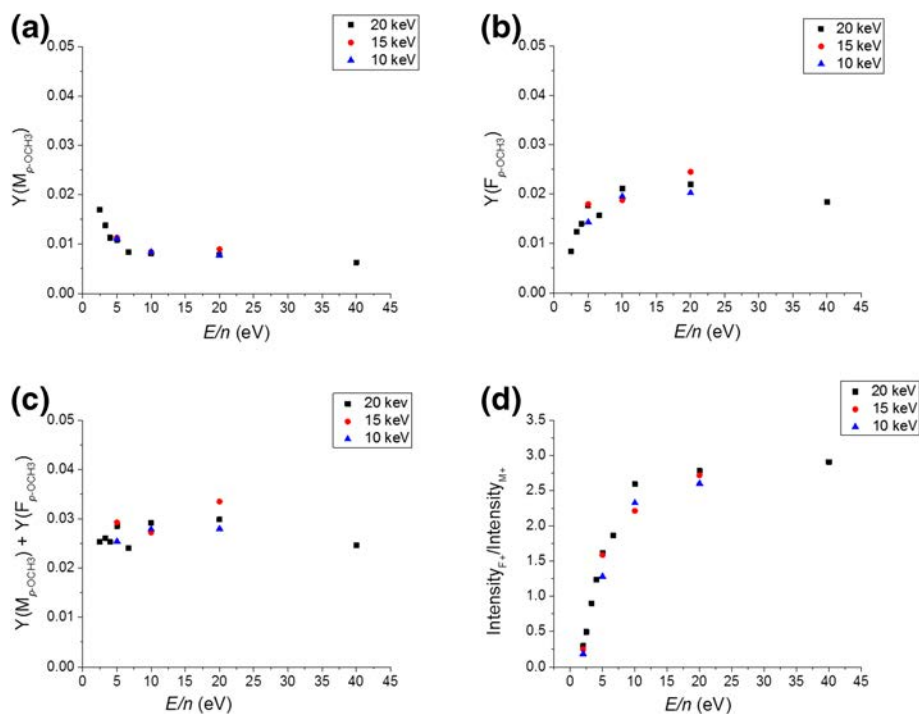 (a)
20 keV
15 keV
10 keV
0.05
0.04
0.03
0.02
0.01
0.00
Y(M p-OCH3)
0 5 10 15 20 25 30 35 40 45
E/n (eV)
(b)
20 keV
15 keV
10 keV
0.05
0.04
0.03
0.02
0.01
0.00
Y(F p-OCH3)
0 5 10 15 20 25 30 35 40 45
E/n (eV)
(c)
20 kev
15 keV
10 keV
0.05
0.04
0.03
0.02
0.01
0.00
Y(M p-OCH3) + Y(F p-OCH3)
0 5 10 15 20 25 30 35 40 45
E/n (eV)
(d)
20 keV
15 keV
10 keV
3.5
3.0
2.5
2.0
1.5
1.0
0.5
0.0
Intensity F+/Intensity M+
0 5 10 15 20 25 30 35 40 45
E/n (eV)